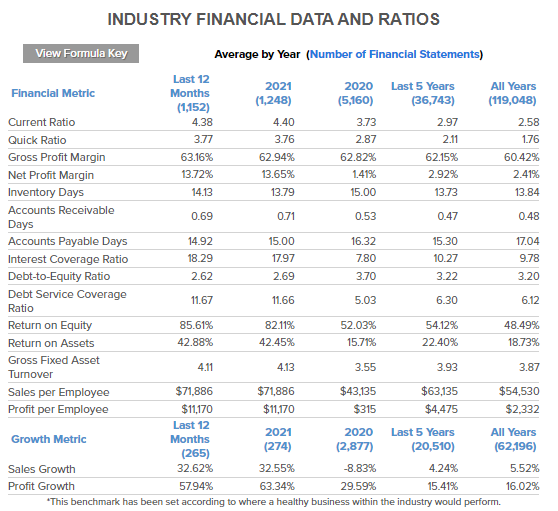 INDUSTRY FINANCIAL DATA AND RATIOS
View Formula Key
Average by Year (Number of Financial Statements)
Financial Metric Last 12 Months (1,152) 2021 (1,248) 2020 (5,160) Last 5 Years (36,743) All Years (119,048)
Current Ratio 4.38 4.40 3.73 2.97 2.58
Quick Ratio 3.77 3.76 2.87 2.11 1.76
Gross Profit Margin 63.16% 62.94% 62.82% 62.15% 60.42%
Net Profit Margin 13.72% 13.65% 1.41% 2.92% 2.41%
Inventory Days 14.13 13.79 15.00 13.73 13.84
Accounts Receivable Days 0.69 0.71 0.53 0.47 0.48
Accounts Payable Days 14.92 15.00 16.32 15.30 17.04
Interest Coverage Ratio 18.29 17.97 7.80 10.27 9.78
Debt-to-Equity Ratio 2.62 2.69 3.70 3.22 3.20
Debt Service Coverage Ratio 11.67 11.66 5.03 6.30 6.12
Return on Equity 85.61% 82.11% 52.03% 54.12% 48.49%
Return on Assets 42.88% 42.45% 15.71% 22.40% 18.73%
Gross Fixed Asset Turnover 4.11 4.13 3.55 3.93 3.87
Sales per Employee $71,886 $71,886 $43,135 $63,135 $54,530
Profit per Employee $11,170 $11,170 $315 $4,475 $2,332
Growth Metric Last 12 Months (265) 2021 (274) 2020 (2,877) Last 5 Years (20,510) All Years (62,196)
Sales Growth 32.62% 32.55% -8.83% 4.24% 5.52%
Profit Growth 57.94% 63.34% 29.59% 15.41% 16.02%
*This benchmark has been set according to where a healthy business within the industry would perform.